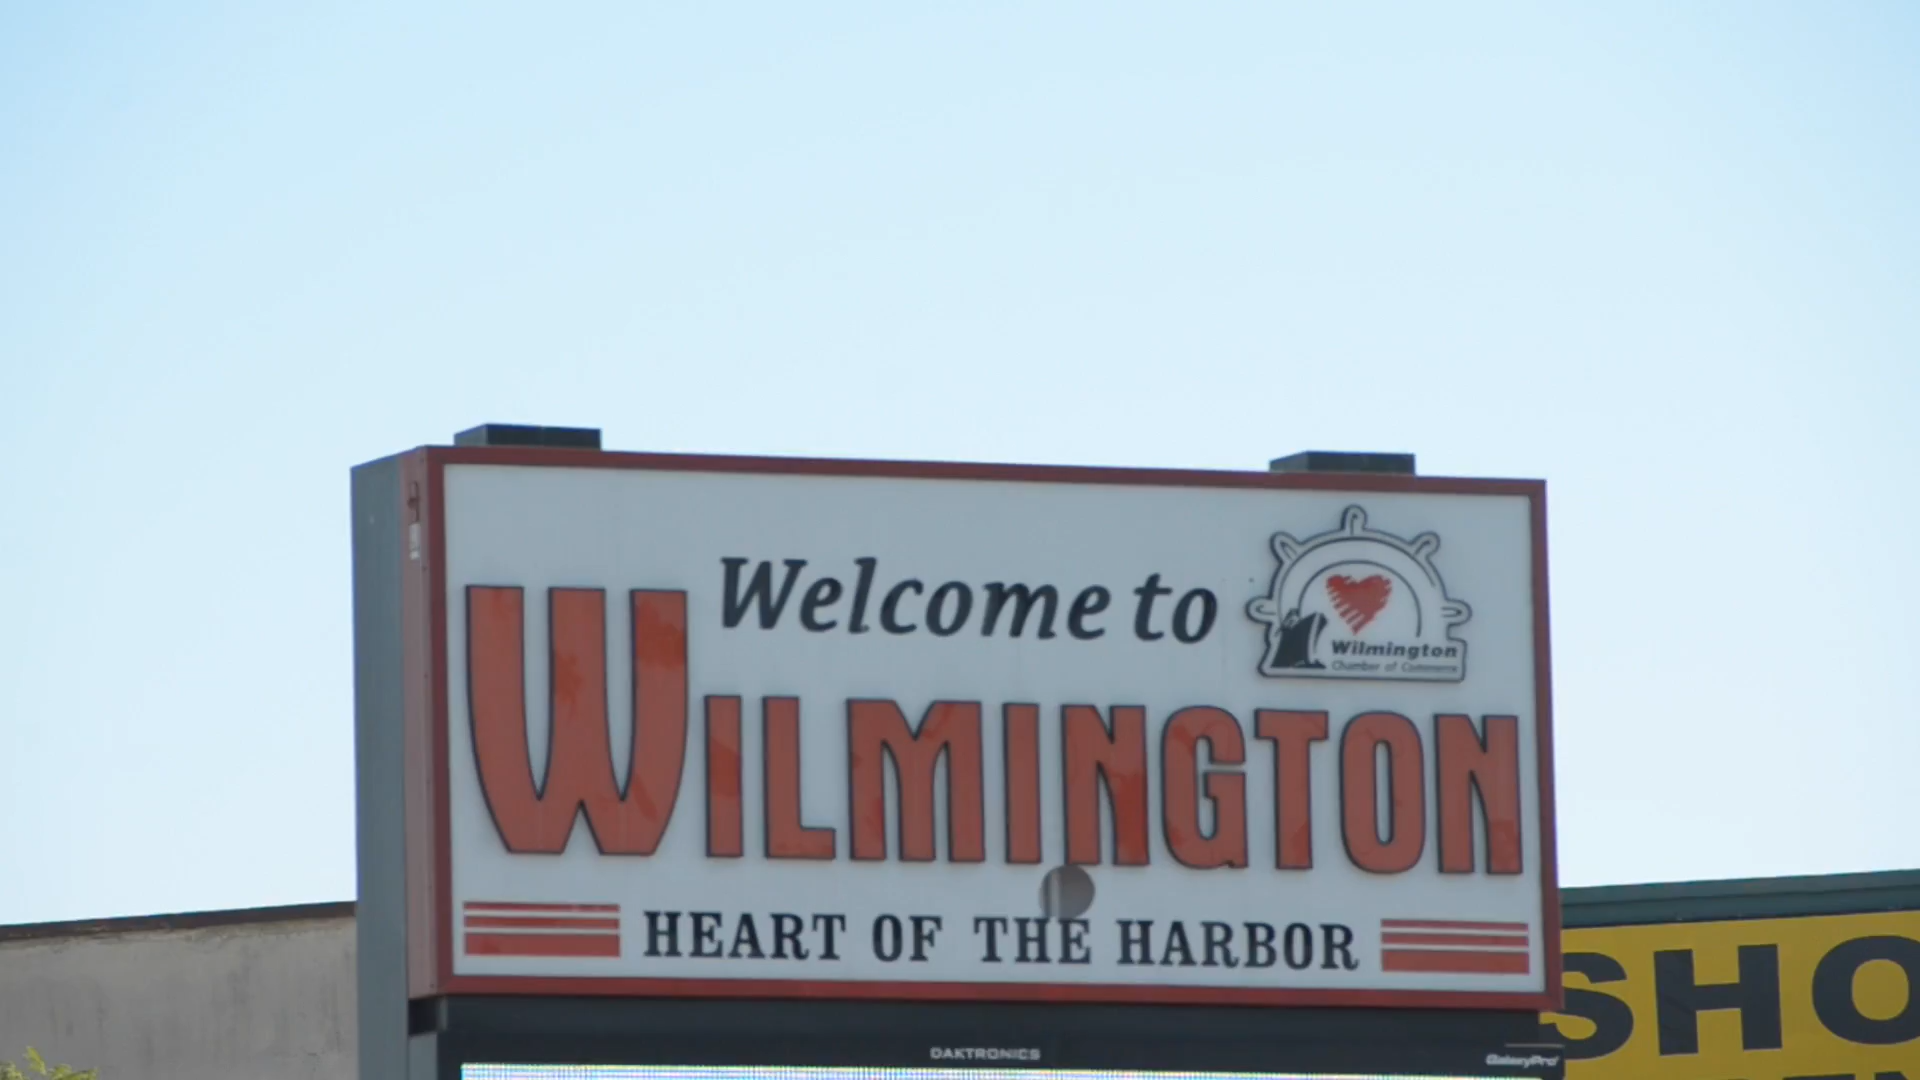 Welcome to
WILMINGTON
HEART OF THE HARBOR
Wilmington
Chamber of Commerce
DAKTRONICS
GalaxyPro
SHO